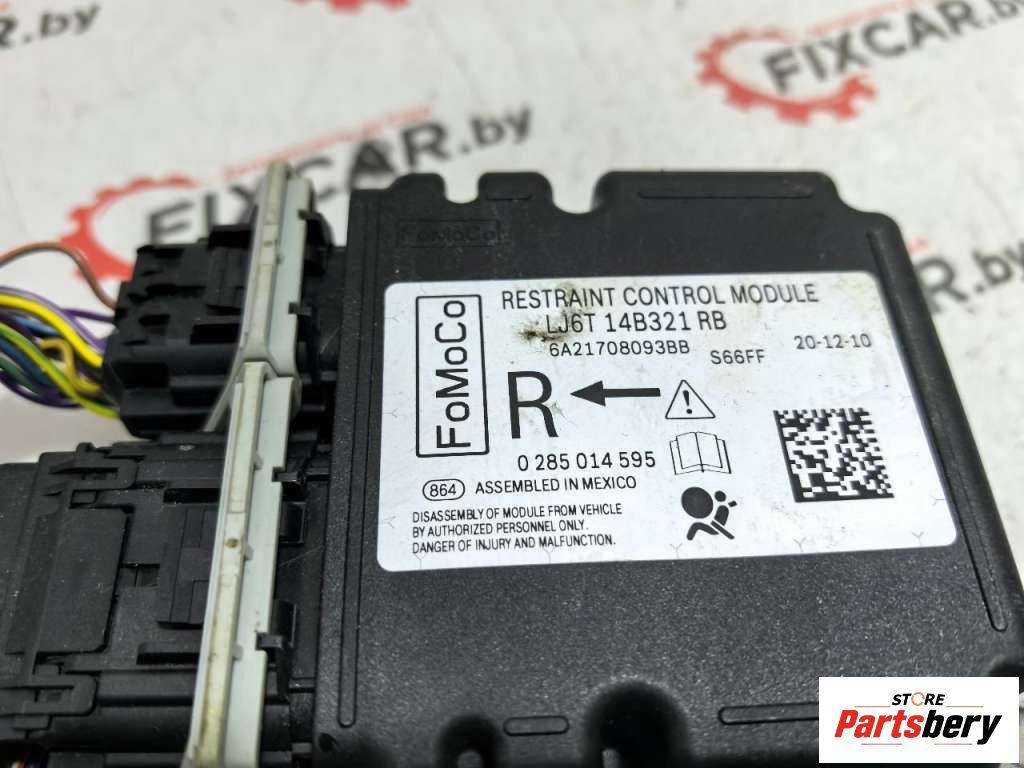 FIXCAR.by
FIXCAR.by
FIXCAR.by
FoMoCo
FoMoCo
RESTRAINT CONTROL MODULE
LJ6T 14B321 RB
6A21708093BB S66FF 20-12-10
R
0 285 014 595
864 ASSEMBLED IN MEXICO
DISASSEMBLY OF MODULE FROM VEHICLE
BY AUTHORIZED PERSONNEL ONLY.
DANGER OF INJURY AND MALFUNCTION.
STORE
Partsbery